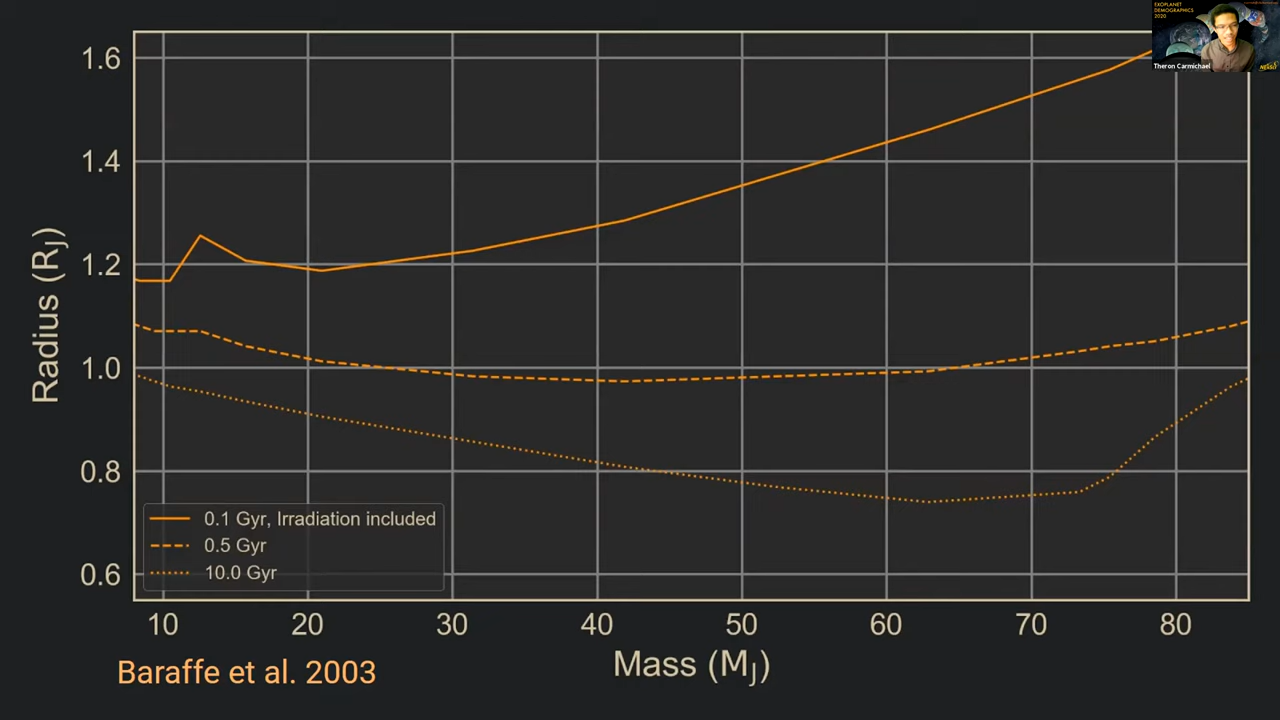 EXOPLANET
DEMOGRAPHICS
2020
Theron Carmichael
1.6
1.4
1.2
1.0
0.8
0.6
Radius (RJ)
0.1 Gyr, Irradiation included
0.5 Gyr
10.0 Gyr
10 20 30 40 50 60 70 80
Mass (MJ)
Baraffe et al. 2003